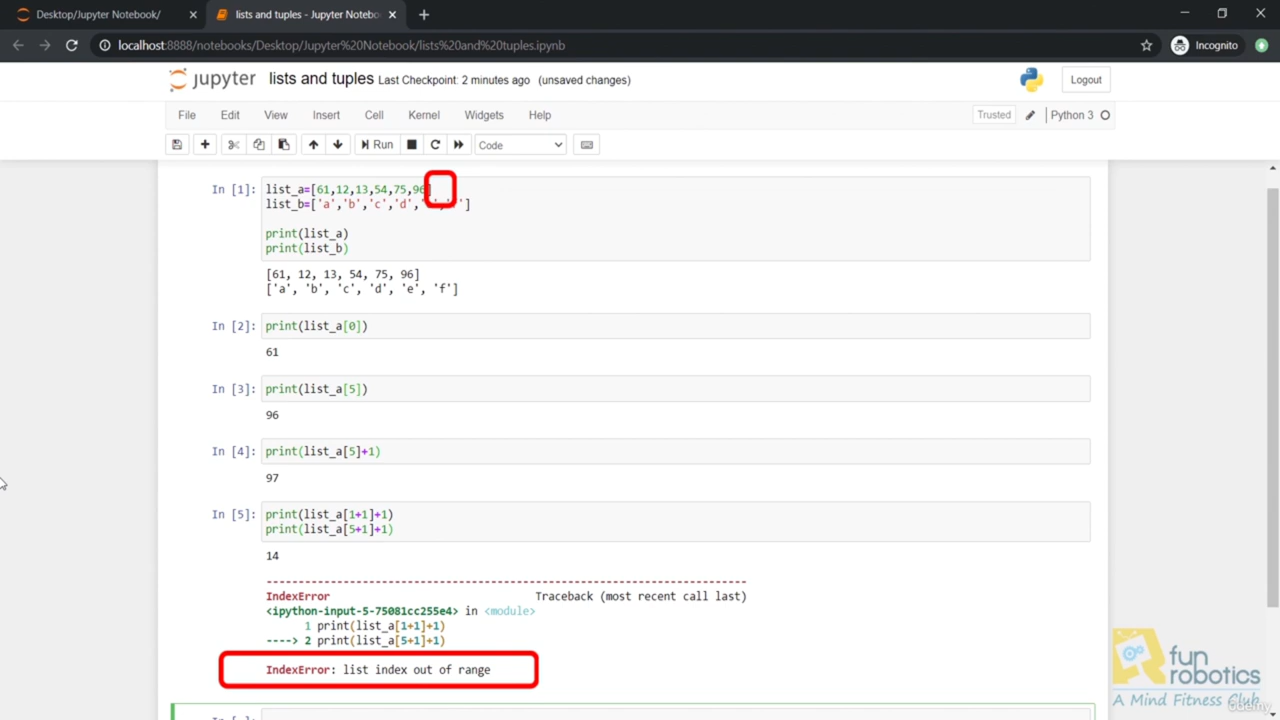 Desktop/Jupyter Notebook/
lists and tuples - Jupyter Notebo
localhost:8888/notebooks/Desktop/Jupyter%20Notebook/lists%20and%20tuples.ipynb
Incognito
jupyter lists and tuples Last Checkpoint: 2 minutes ago (unsaved changes)
Logout
File Edit View Insert Cell Kernel Widgets Help
Trusted
Python 3
Run
Code
In [1]: list_a=[61,12,13,54,75,96]
list_b=['a','b','c','d','
']
print(list_a)
print(list_b)
[61, 12, 13, 54, 75, 96]
['a', 'b', 'c', 'd', 'e', 'f']
In [2]: print(list_a[0])
61
In [3]: print(list_a[5])
96
In [4]: print(list_a[5]+1)
97
In [5]: print(list_a[1+1]+1)
print(list_a[5+1]+1)
14
---------------------------------------------------------------------------
IndexError Traceback (most recent call last)
<ipython-input-5-75081cc255e4> in <module>
1 print(list_a[1+1]+1)
----> 2 print(list_a[5+1]+1)
IndexError: list index out of range
fun
robotics
A Mind Fitness Club
Udemy